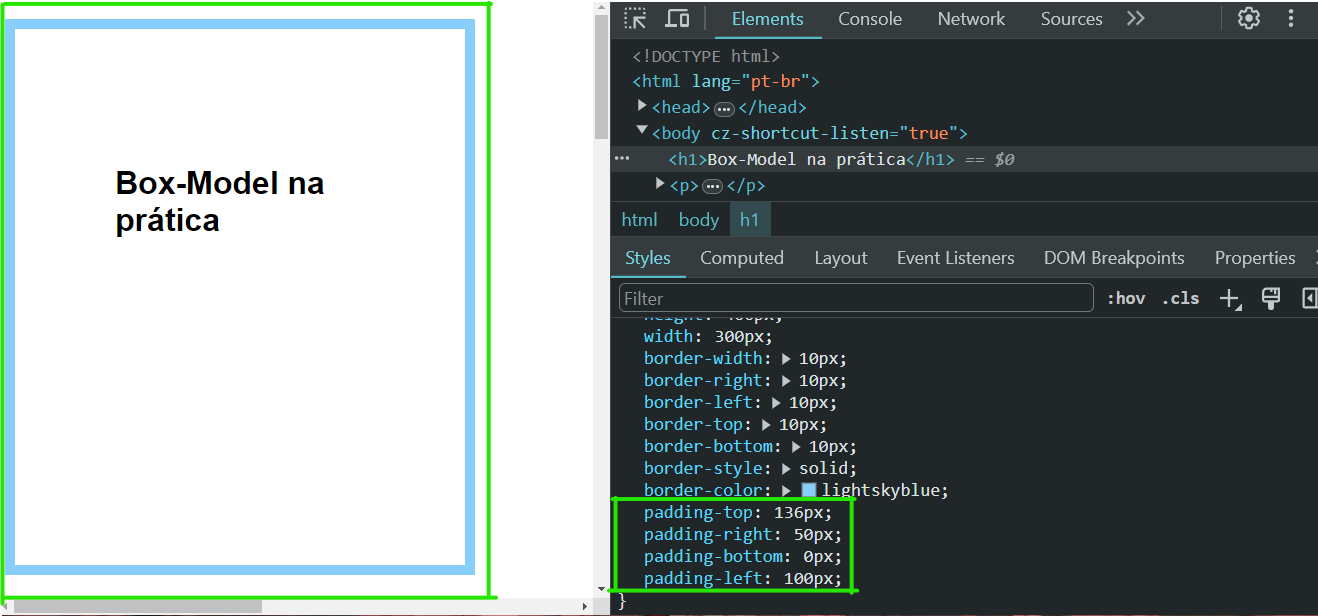 Box-Model na
prática
Elements Console Network Sources
<!DOCTYPE html>
<html lang="pt-br">
<head>…</head>
<body cz-shortcut-listen="true">
… <h1>Box-Model na prática</h1> == $0
<p>…</p>
html body h1
Styles Computed Layout Event Listeners DOM Breakpoints Properties
Filter :hov .cls
width: 300px;
border-width: 10px;
border-right: 10px;
border-left: 10px;
border-top: 10px;
border-bottom: 10px;
border-style: solid;
border-color: lightskyblue;
padding-top: 136px;
padding-right: 50px;
padding-bottom: 0px;
padding-left: 100px;
}